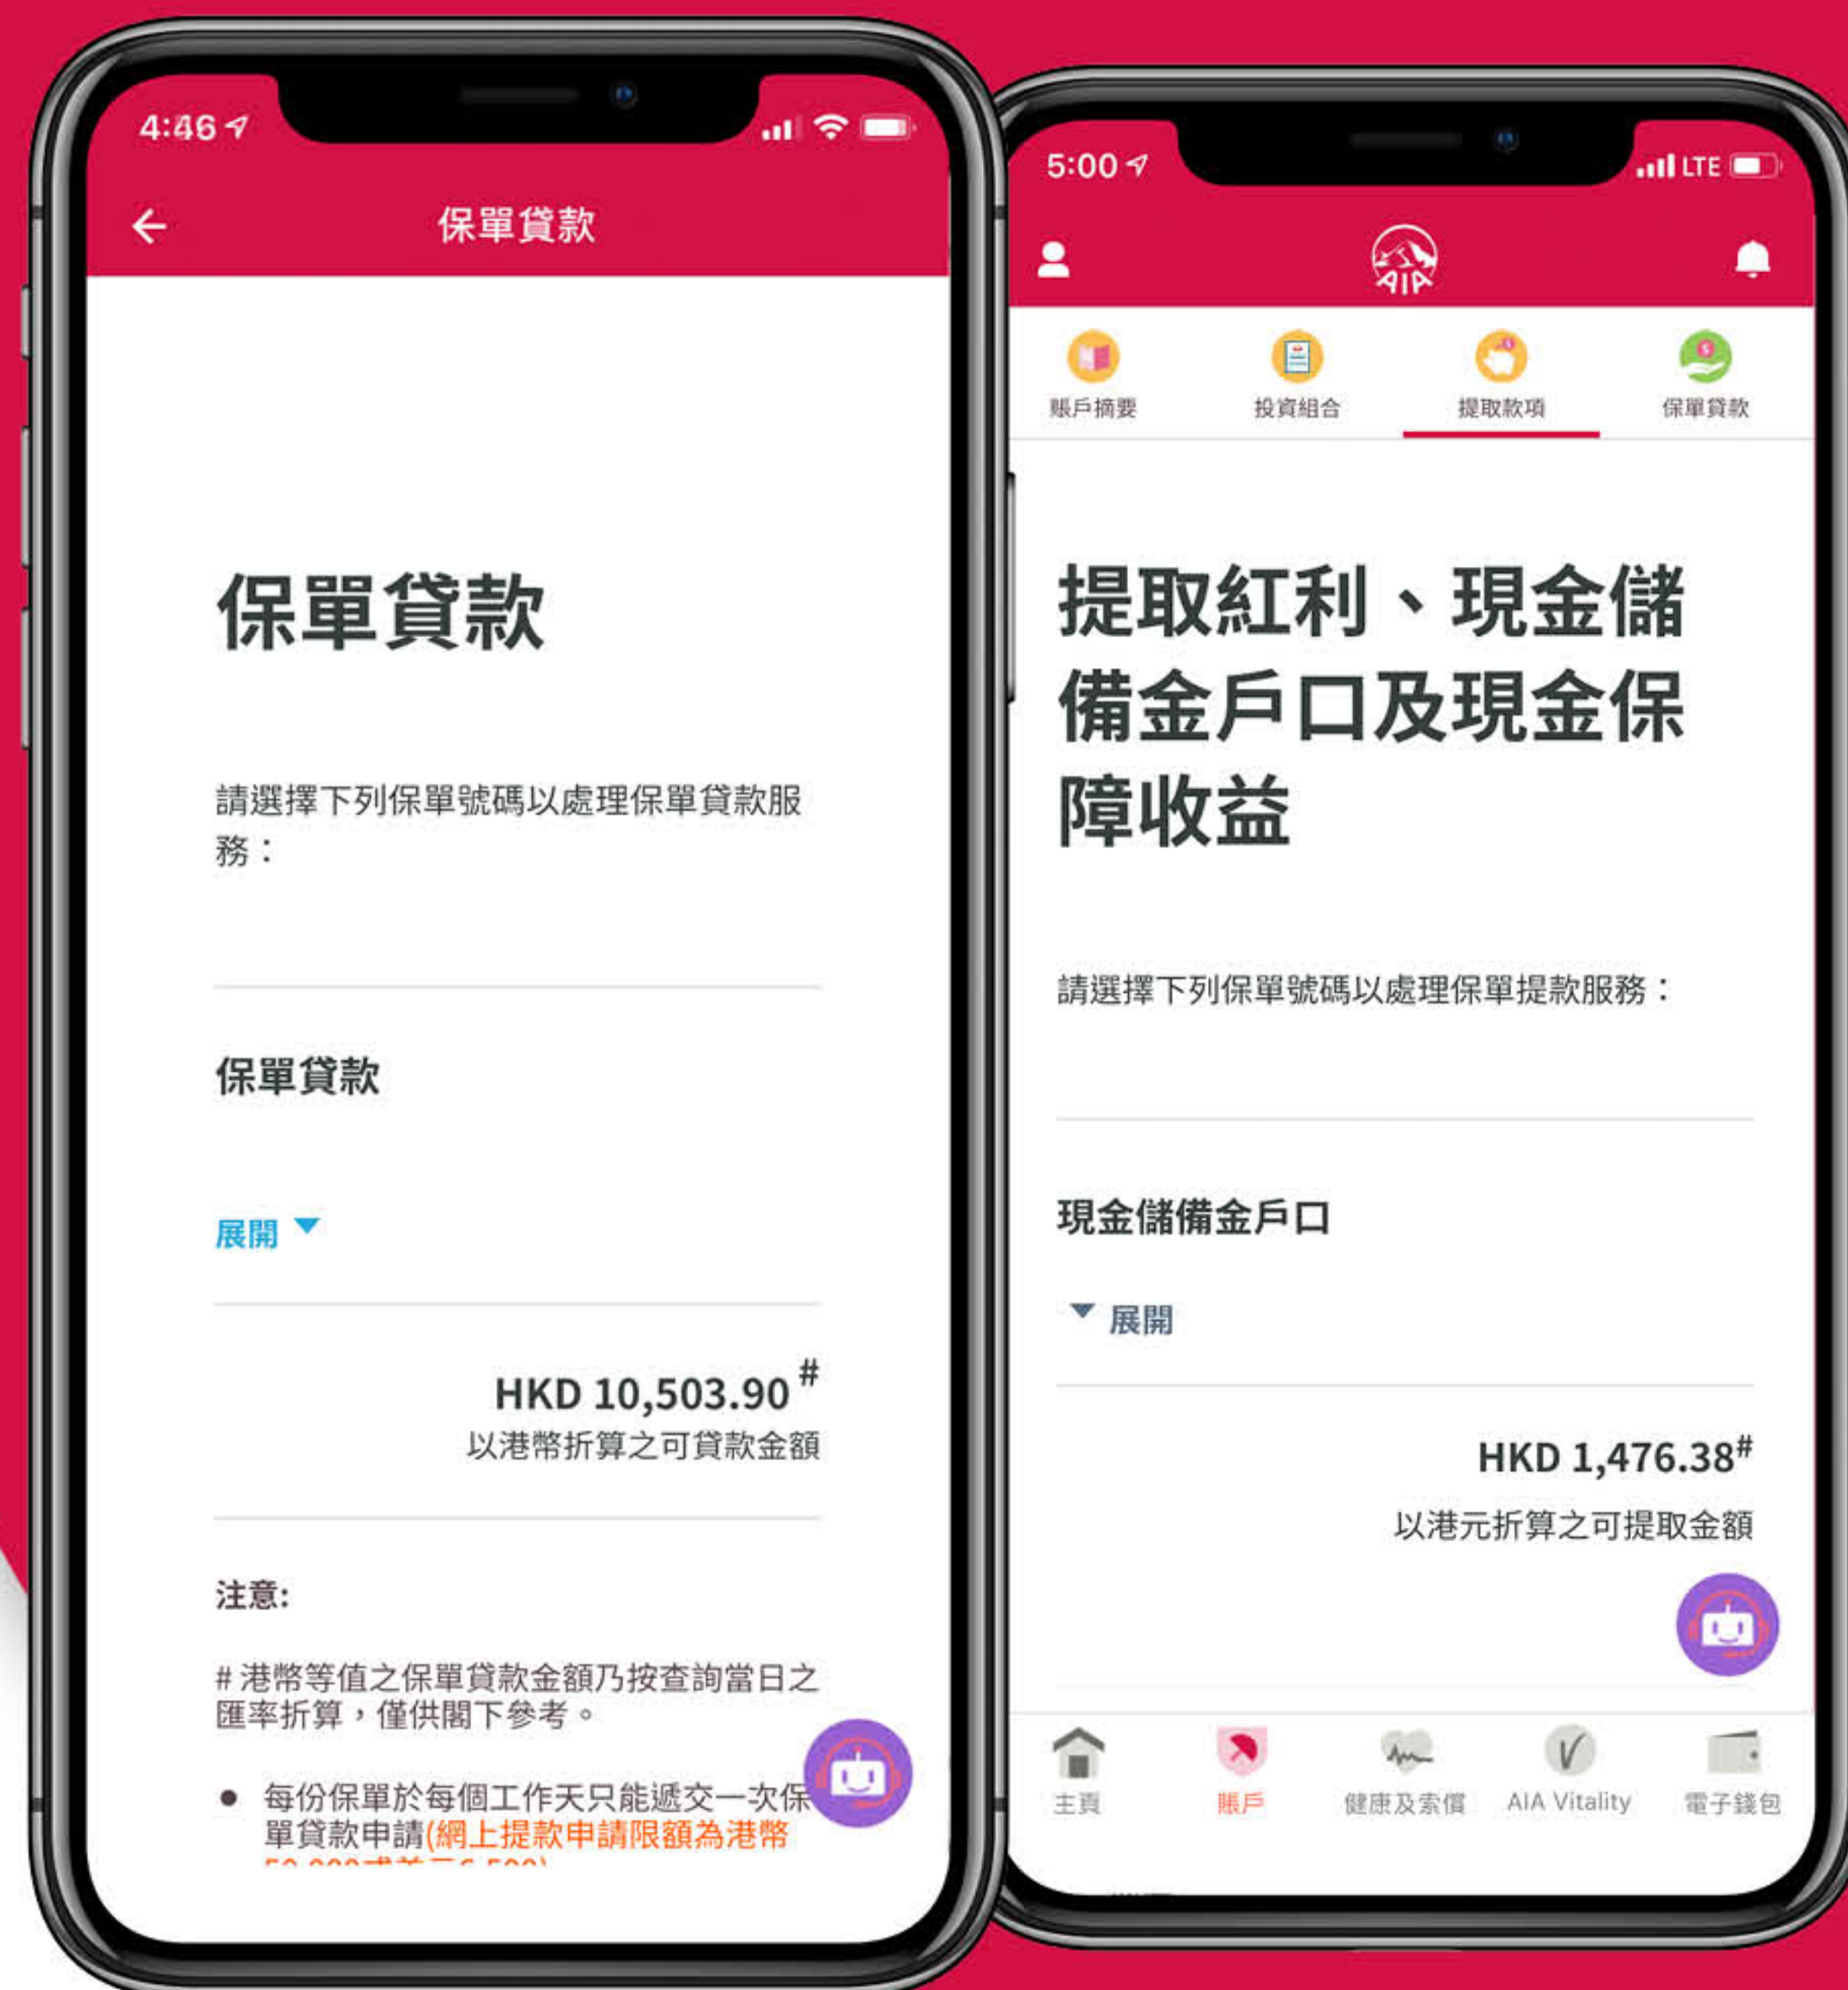 4:46
保單貸款
保單貸款
請選擇下列保單號碼以處理保單貸款服
務：
保單貸款
展開
HKD 10,503.90 #
以港幣折算之可貸款金額
注意:
# 港幣等值之保單貸款金額乃按查詢當日之
匯率折算，僅供閣下參考。
● 每份保單於每個工作天只能遞交一次保
單貸款申請(網上提款申請限額為港幣
5:00
LTE
AIA
賬戶摘要
投資組合
提取款項
保單貸款
提取紅利、現金儲
備金戶口及現金保
障收益
請選擇下列保單號碼以處理保單提款服務：
現金儲備金戶口
展開
HKD 1,476.38#
以港元折算之可提取金額
主頁
賬戶
健康及索償
AIA Vitality
電子錢包